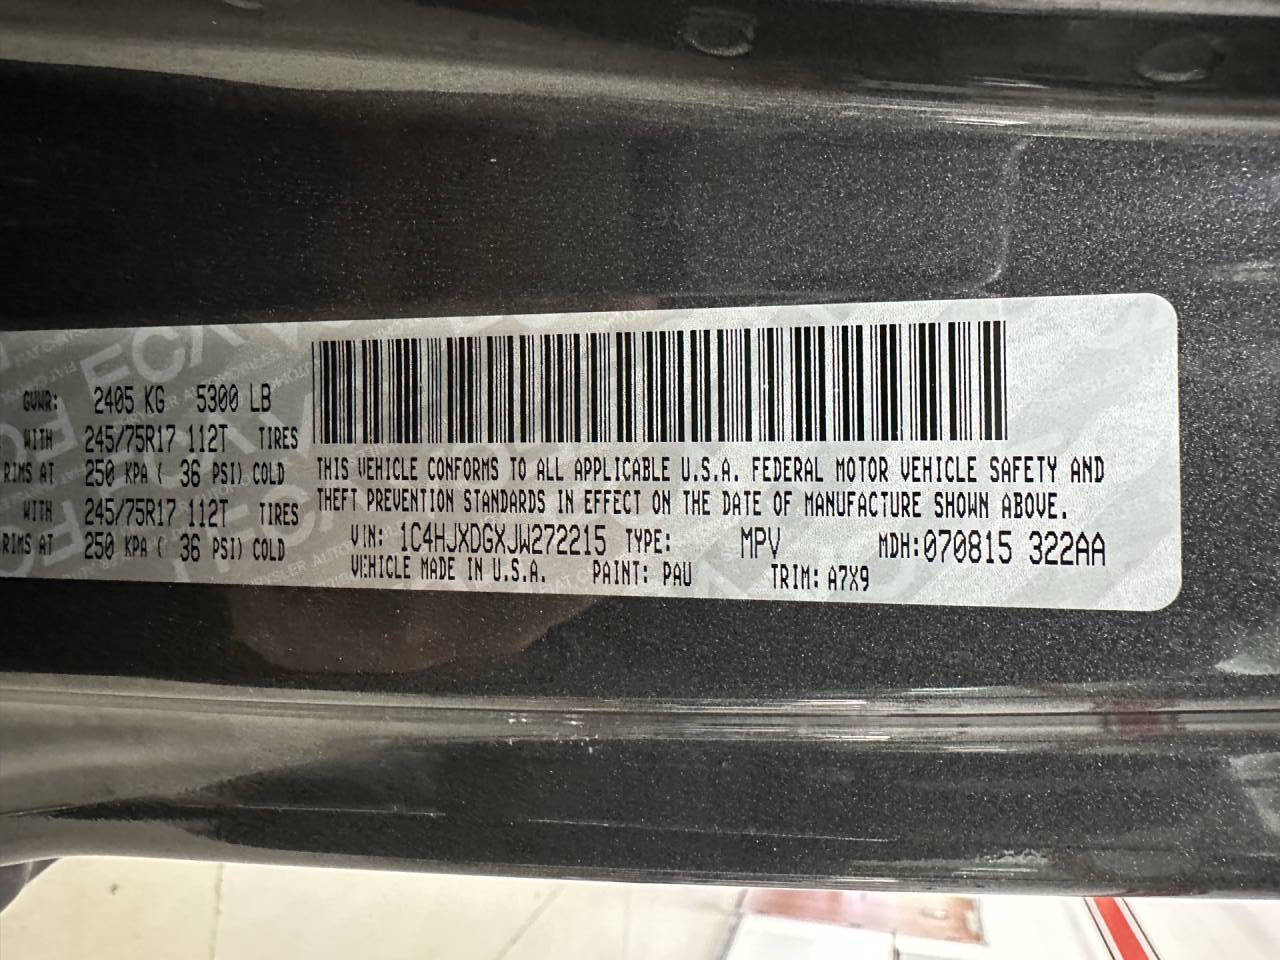 GVWR: 2405 KG 5300 LB
WITH 245/75R17 112T TIRES
RIMS AT 250 KPA ( 36 PSI) COLD
WITH 245/75R17 112T TIRES
RIMS AT 250 KPA ( 36 PSI) COLD
THIS VEHICLE CONFORMS TO ALL APPLICABLE U.S.A. FEDERAL MOTOR VEHICLE SAFETY AND
THEFT PREVENTION STANDARDS IN EFFECT ON THE DATE OF MANUFACTURE SHOWN ABOVE.
VIN: 1C4HJXDGXJW272215 TYPE: MPV MDH: 070815 322AA
VEHICLE MADE IN U.S.A. PAINT: PAU TRIM: A7X9